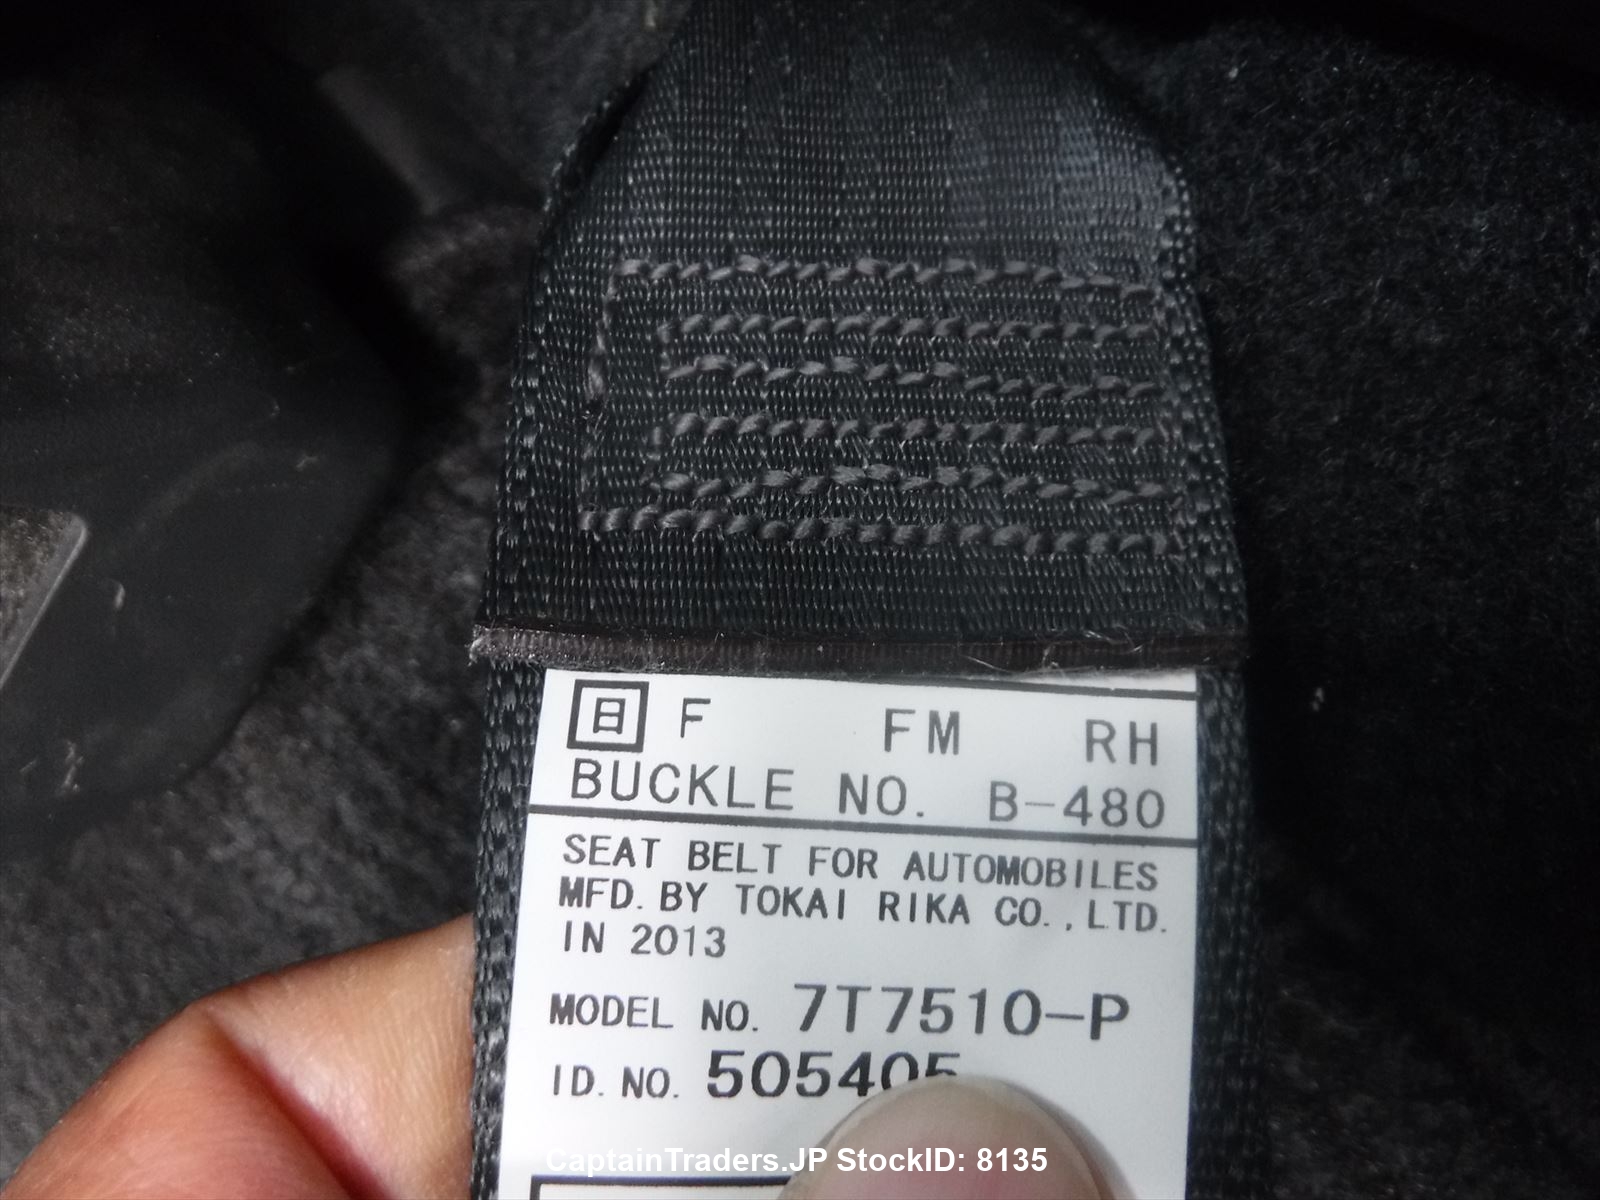 日 F FM RH
BUCKLE NO. B-480
SEAT BELT FOR AUTOMOBILES
MFD. BY TOKAI RIKA CO., LTD.
IN 2013
MODEL NO. 7T7510-P
ID. NO. 505405
CaptainTraders.JP StockID: 8135